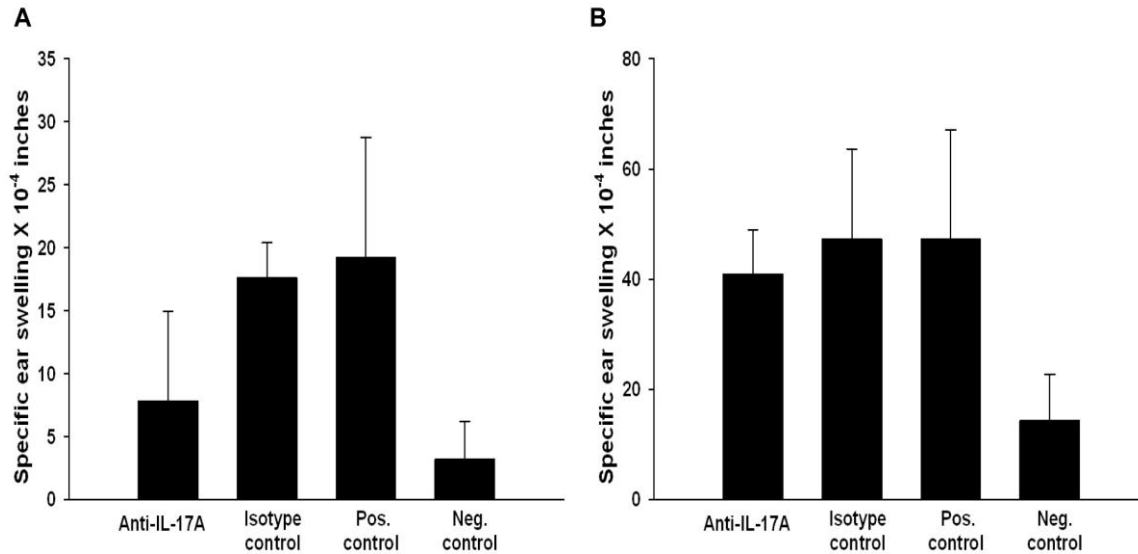 A
Specific ear swelling X 10⁻⁴ inches
35
30
25
20
15
10
5
0
Anti-IL-17A
Isotype
control
Pos.
control
Neg.
control
B
Specific ear swelling X 10⁻⁴ inches
80
60
40
20
0
Anti-IL-17A
Isotype
control
Pos.
control
Neg.
control